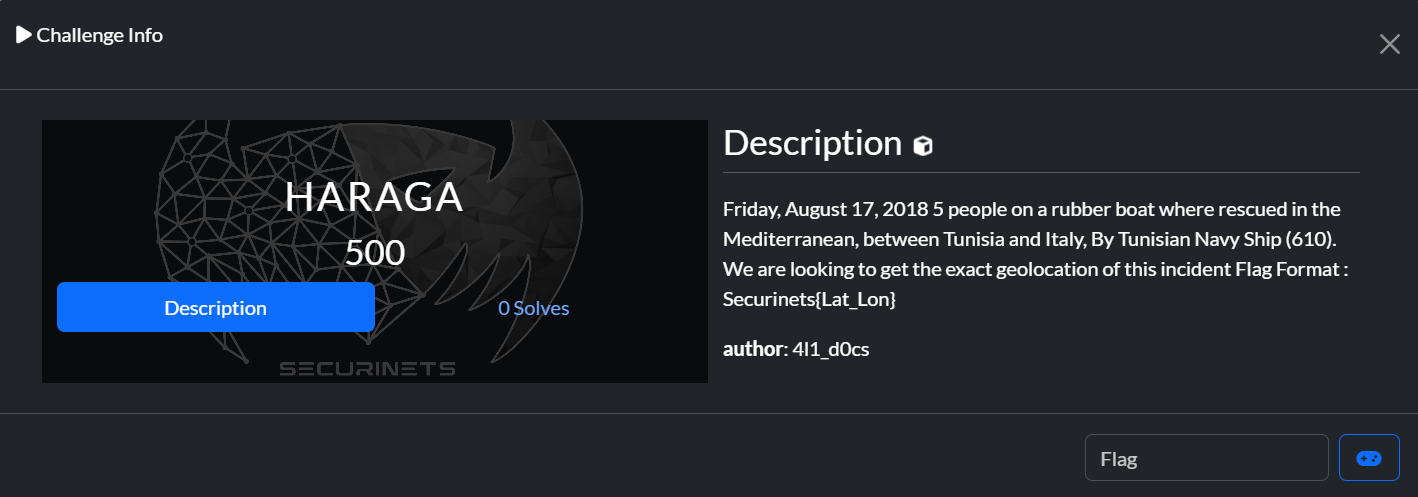 Challenge Info
HARAGA
500
Description
0 Solves
SECURINETS
Description
Friday, August 17, 2018 5 people on a rubber boat where rescued in the
Mediterranean, between Tunisia and Italy, By Tunisian Navy Ship (610).
We are looking to get the exact geolocation of this incident Flag Format :
Securinets{Lat_Lon}
author: 4l1_d0cs
Flag